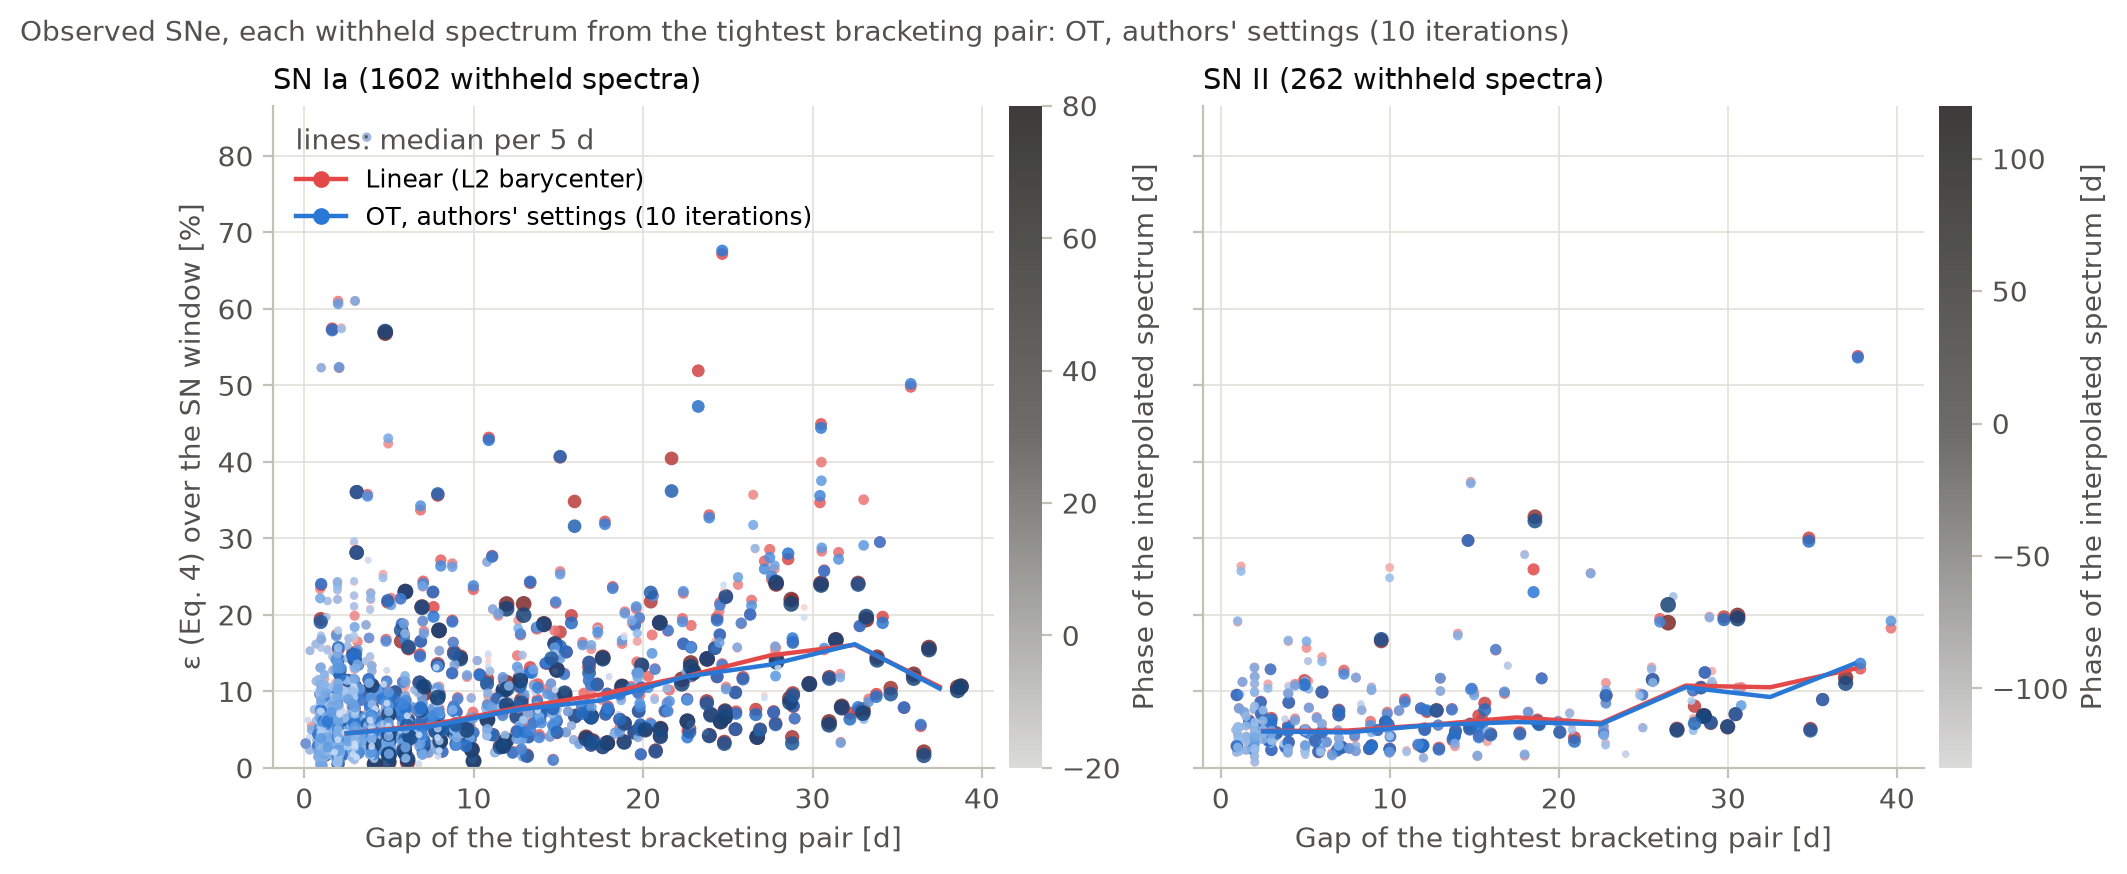 Observed SNe, each withheld spectrum from the tightest bracketing pair: OT, authors' settings (10 iterations)
SN Ia (1602 withheld spectra)
lines: median per 5 d
Linear (L2 barycenter)
OT, authors' settings (10 iterations)
ε (Eq. 4) over the SN window [%]
80
70
60
50
40
30
20
10
0
0
10
20
30
40
Gap of the tightest bracketing pair [d]
80
60
40
20
0
−20
Phase of the interpolated spectrum [d]
SN II (262 withheld spectra)
0
10
20
30
40
Gap of the tightest bracketing pair [d]
100
50
0
−50
−100
Phase of the interpolated spectrum [d]